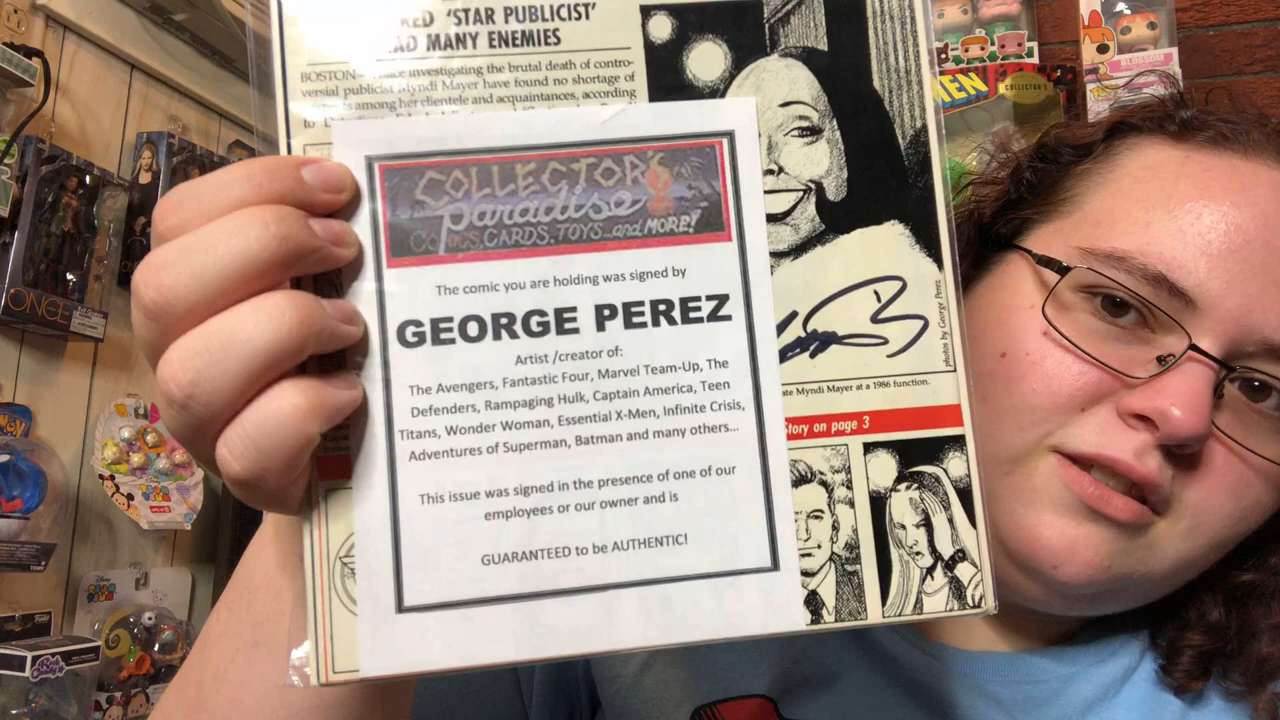 'STAR PUBLICIST'
MANY ENEMIES
BOSTON— investigating the brutal death of contro-
versial publicist Myndi Mayer have found no shortage of
among her clientele and acquaintances, according
to
COLLECTOR'S
paradise
COMICS, CARDS, TOYS and MORE!
The comic you are holding was signed by
GEORGE PEREZ
Artist /creator of:
The Avengers, Fantastic Four, Marvel Team-Up, The
Defenders, Rampaging Hulk, Captain America, Teen
Titans, Wonder Woman, Essential X-Men, Infinite Crisis,
Adventures of Superman, Batman and many others...
This issue was signed in the presence of one of our
employees or our owner and is
GUARANTEED to be AUTHENTIC!
photos by George Perez
Myndi Mayer at a 1986 function.
Story on page 3
BLOSSOM
COLLECTOR'S
ONCE